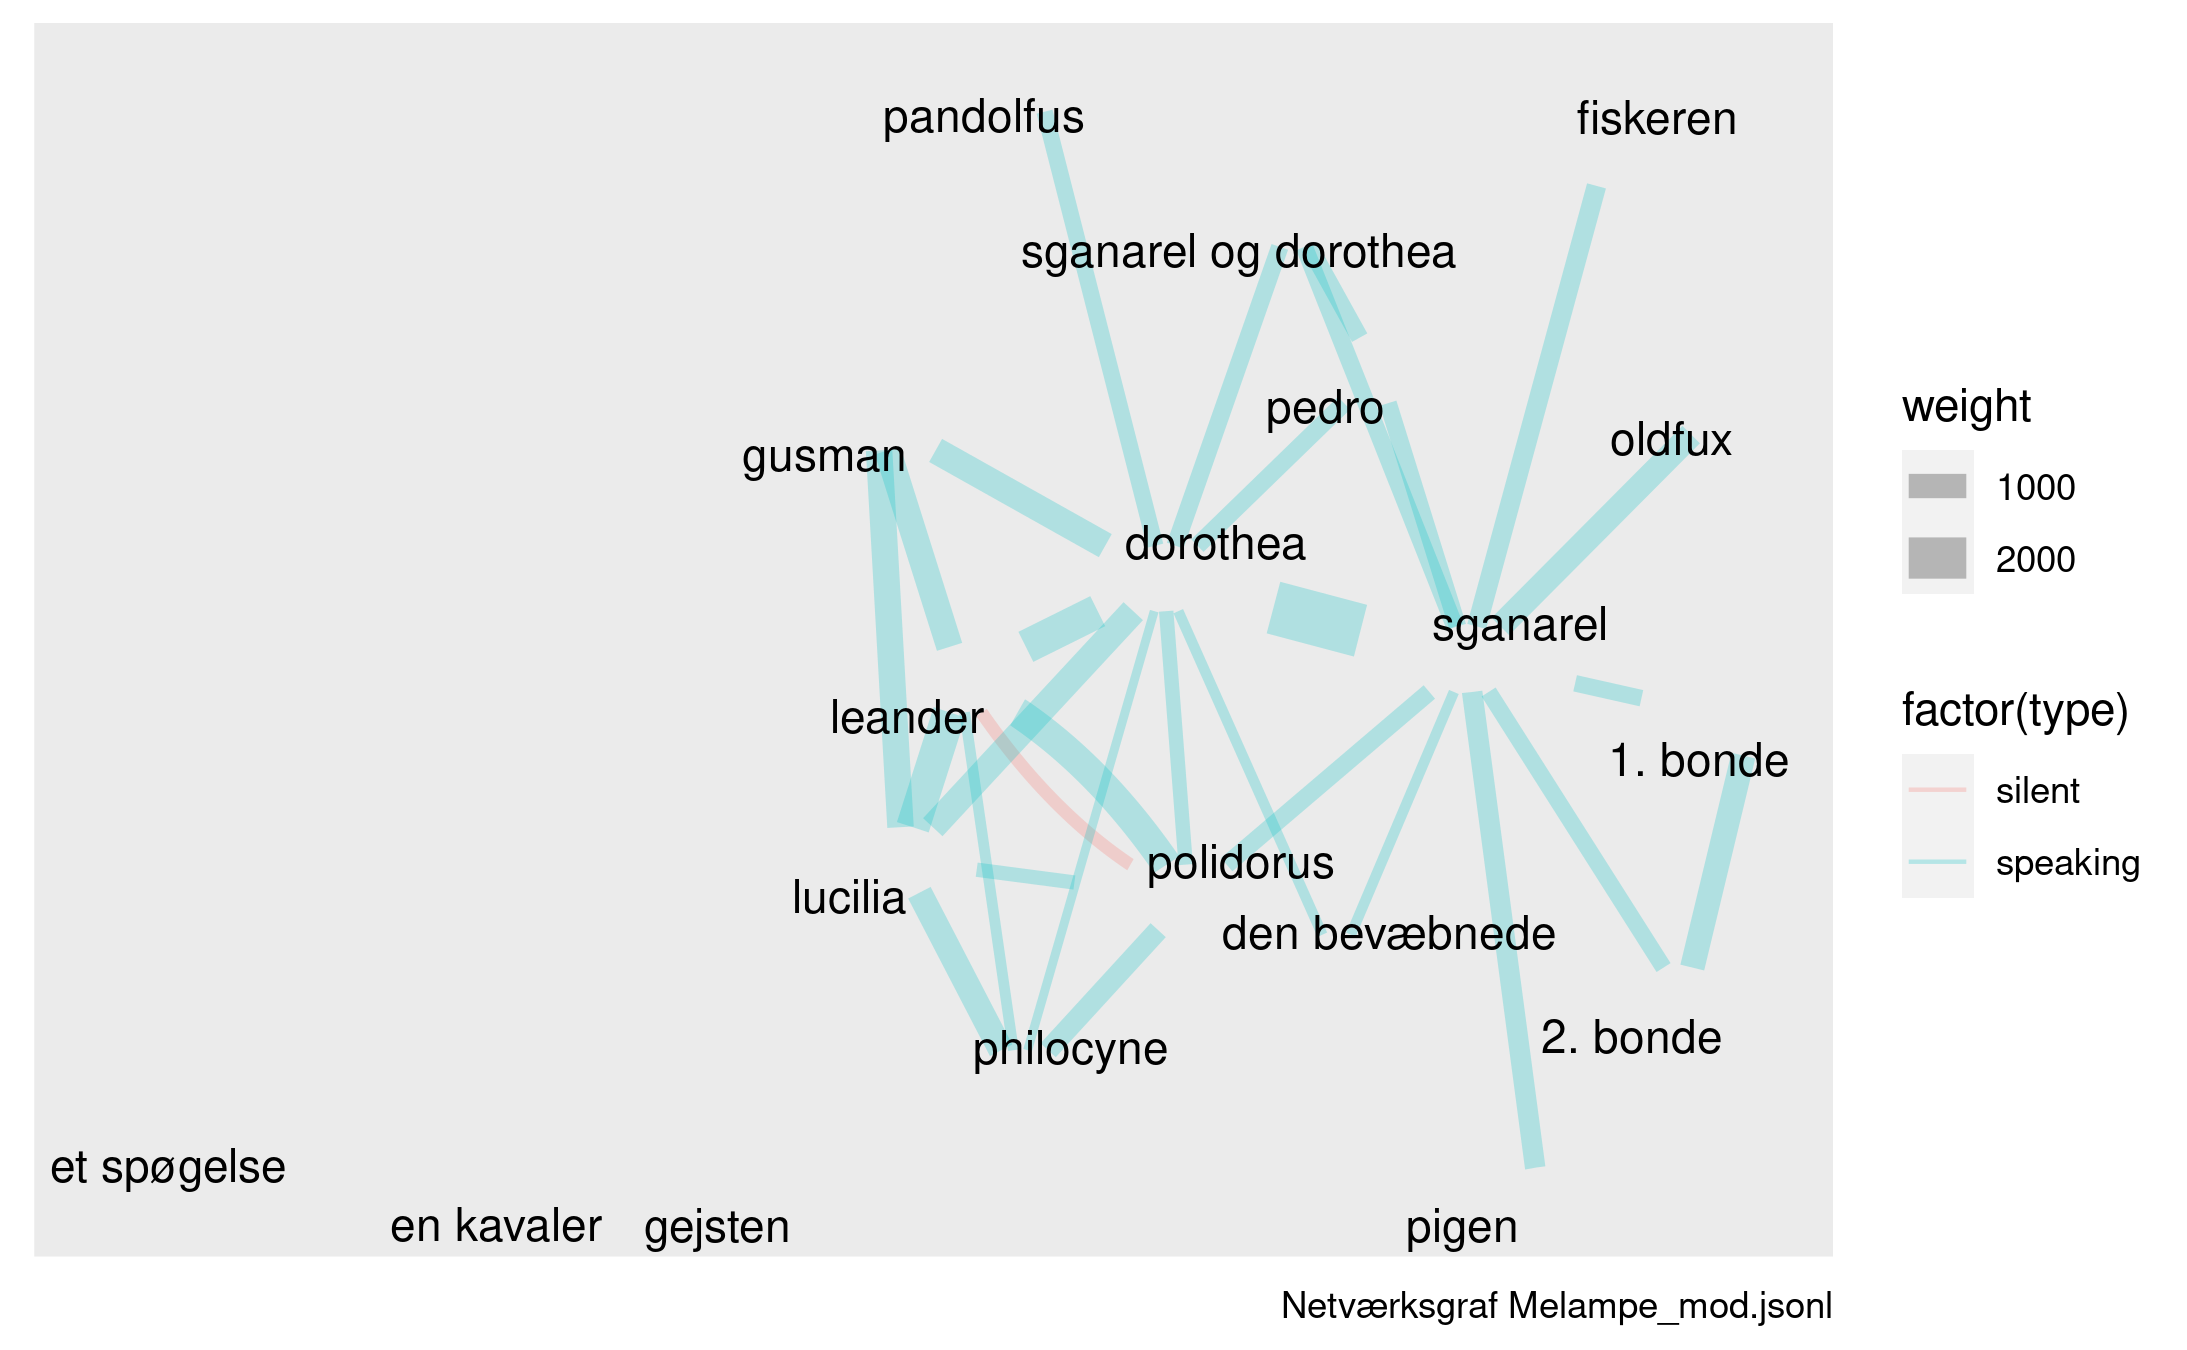 pandolfus
fiskeren
sganarel og dorothea
pedro
oldfux
gusman
dorothea
sganarel
leander
1. bonde
polidorus
lucilia
den bevæbnede
philocyne
2. bonde
et spøgelse
en kavaler
gejsten
pigen
weight
1000
2000
factor(type)
silent
speaking
Netværksgraf Melampe_mod.jsonl